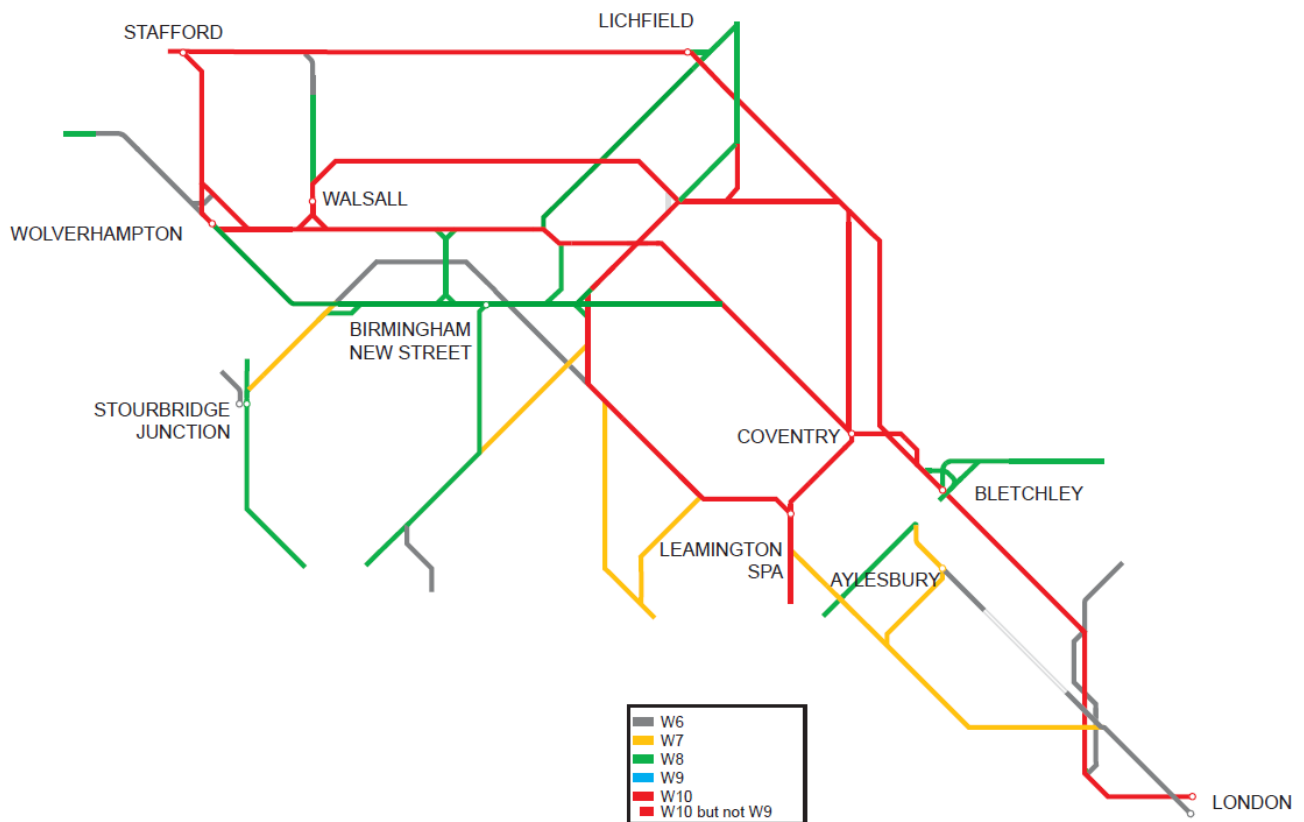 STAFFORD
LICHFIELD
WALSALL
WOLVERHAMPTON
BIRMINGHAM
NEW STREET
STOURBRIDGE
JUNCTION
COVENTRY
BLETCHLEY
LEAMINGTON
SPA
AYLESBURY
W6
W7
W8
W9
W10
W10 but not W9
LONDON